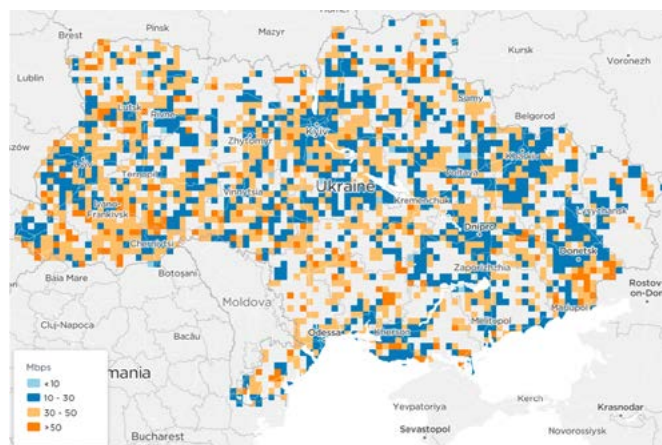 Homel
Brest
Pinsk
Mazyr
Kursk
Voronezh
Lublin
Lutsk
Rivne
Sumy
Belgorod
Zhytomyr
Kyiv
Lviv
Kharkiv
Ternopil
Poltava
Ivano-
Frankivsk
Vinnytsia
Ukraine
Kremenchuk
Luhansk
Chernivtsi
Dnipro
Donetsk
Baia Mare
Botoșani
Zaporizhzhia
Moldova
Rostov-
on-Don
Mariupol
Cluj-Napoca
Bacău
Odessa
Kherson
Melitopol
Mbps
<10
10 - 30
30 - 50
>50
mania
Yevpatoriya
Kerch
Krasnodar
Bucharest
Sevastopol
Novorossiysk